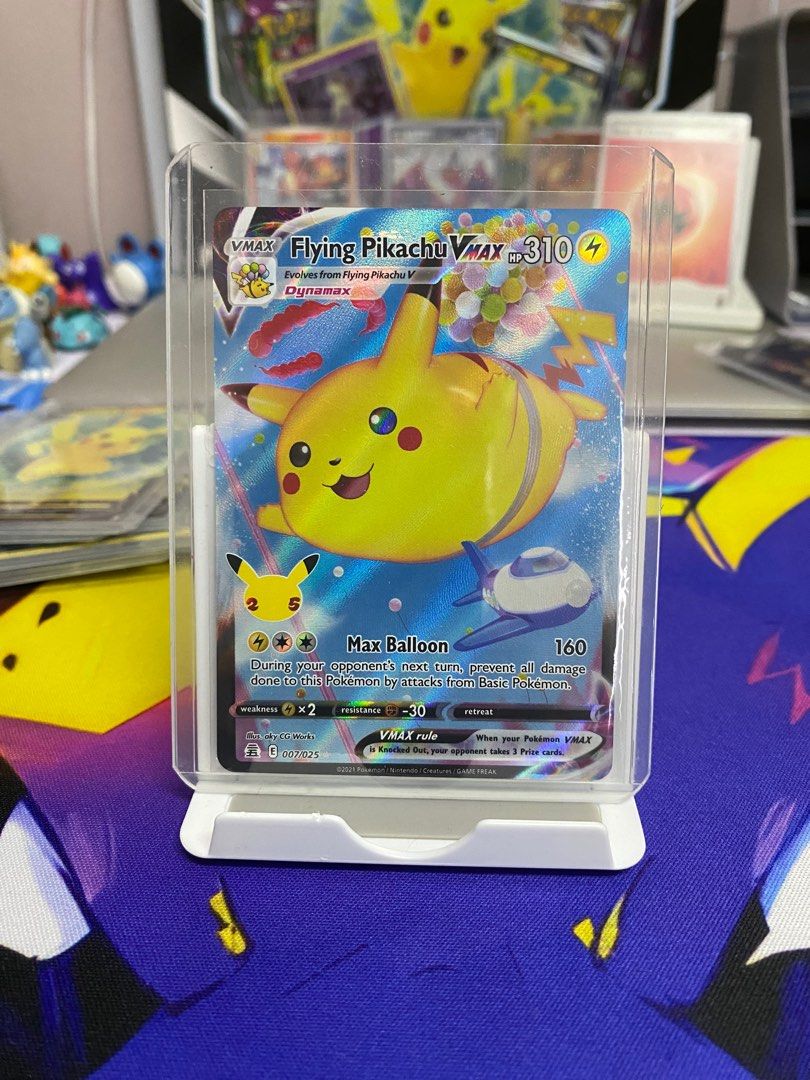 VMAX Flying Pikachu VMAX HP 310
Evolves from Flying Pikachu V
Dynamax
25
Max Balloon 160
During your opponent's next turn, prevent all damage
done to this Pokémon by attacks from Basic Pokémon.
weakness ×2 resistance -30 retreat
Illus. aky CG Works
E 007/025
VMAX rule
When your Pokémon VMAX
is Knocked Out, your opponent takes 3 Prize cards.
©2021 Pokémon / Nintendo / Creatures / GAME FREAK